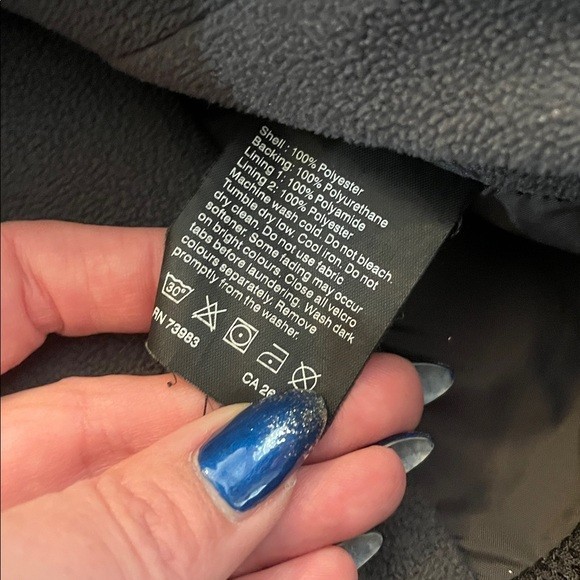 Shell : 100% Polyester
Backing: 100% Polyurethane
Lining 1: 100% Polyamide
Lining 2: 100% Polyester
Machine wash cold. Do not bleach.
Tumble dry low. Cool iron. Do not
dry clean. Do not use fabric
softener. Some fading may occur
on bright colours. Close all velcro
tabs before laundering. Wash dark
colours separately. Remove
promptly from the washer.
30°
RN 73983
CA 26